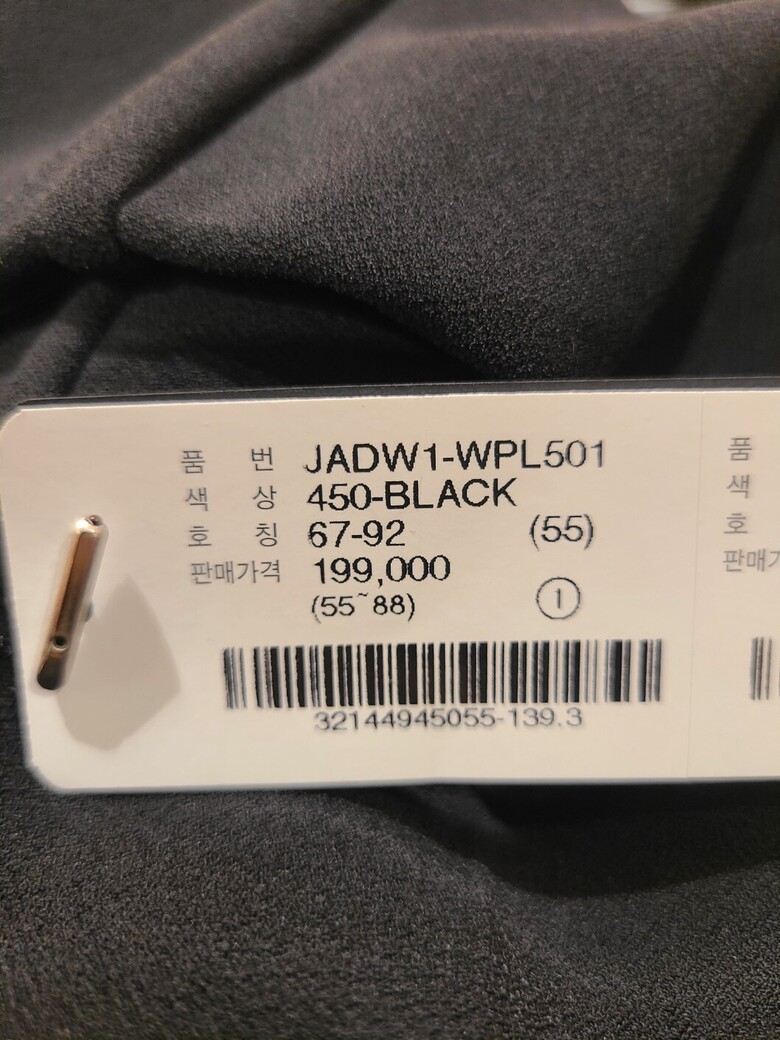 품 번 JADW1-WPL501
색 상 450-BLACK
호 칭 67-92 (55)
판매가격 199,000
(55~88) ①
32144945055-139.3
품
색
호
판매가